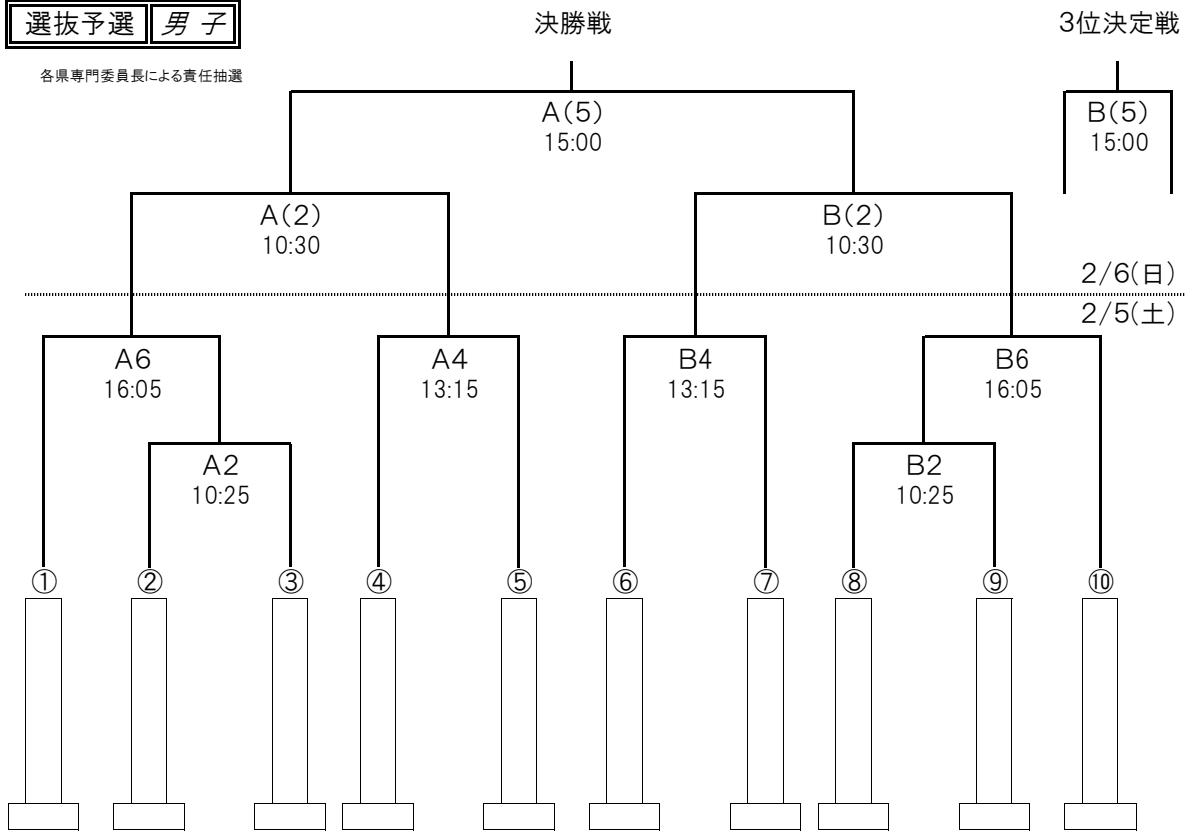 選抜予選 男子
決勝戦
3位決定戦
各県専門委員長による責任抽選
A(5)
15:00
B(5)
15:00
A(2)
10:30
B(2)
10:30
2/6(日)
2/5(土)
A6
16:05
A4
13:15
B4
13:15
B6
16:05
A2
10:25
B2
10:25
① ② ③ ④ ⑤ ⑥ ⑦ ⑧ ⑨ ⑩